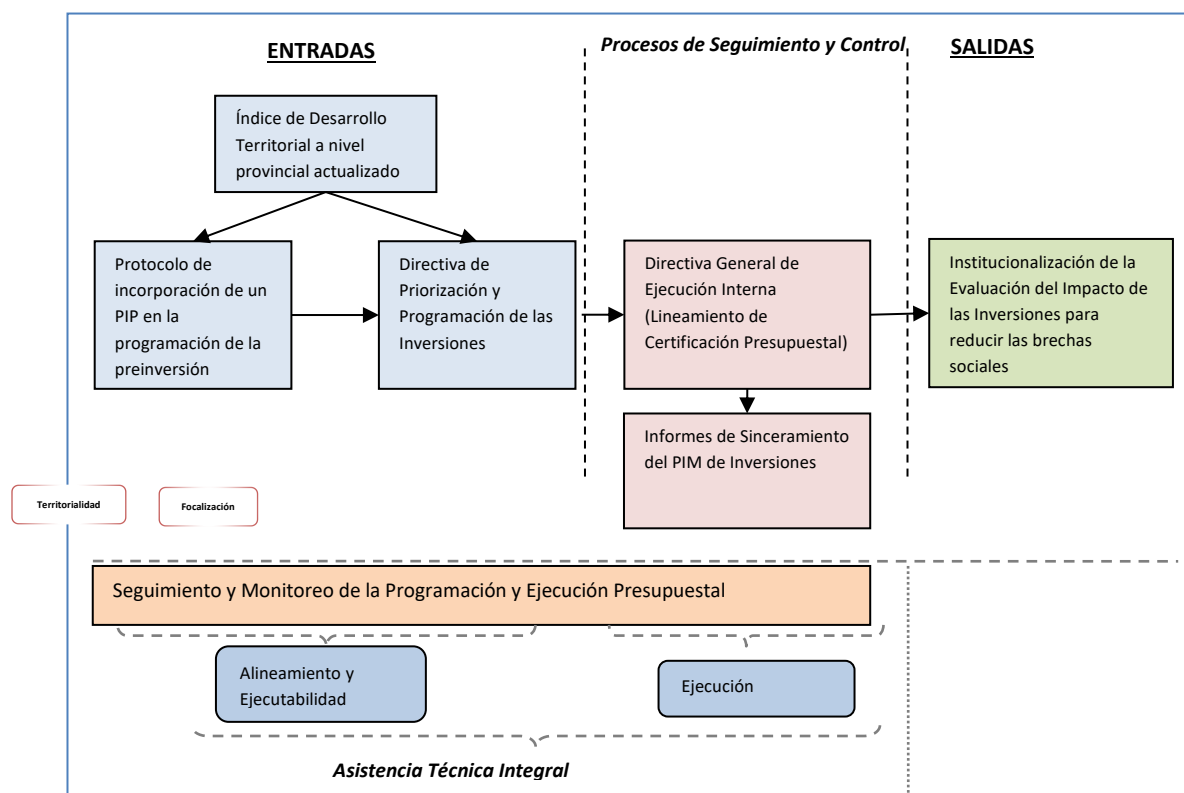 ENTRADAS
Procesos de Seguimiento y Control
SALIDAS
Índice de Desarrollo
Territorial a nivel
provincial actualizado
Protocolo de
incorporación de un
PIP en la
programación de la
preinversión
Directiva de
Priorización y
Programación de las
Inversiones
Directiva General de
Ejecución Interna
(Lineamiento de
Certificación Presupuestal)
Institucionalización de la
Evaluación del Impacto de
las Inversiones para
reducir las brechas
sociales
Informes de Sinceramiento
del PIM de Inversiones
Territorialidad
Focalización
Seguimiento y Monitoreo de la Programación y Ejecución Presupuestal
Alineamiento y
Ejecutabilidad
Ejecución
Asistencia Técnica Integral